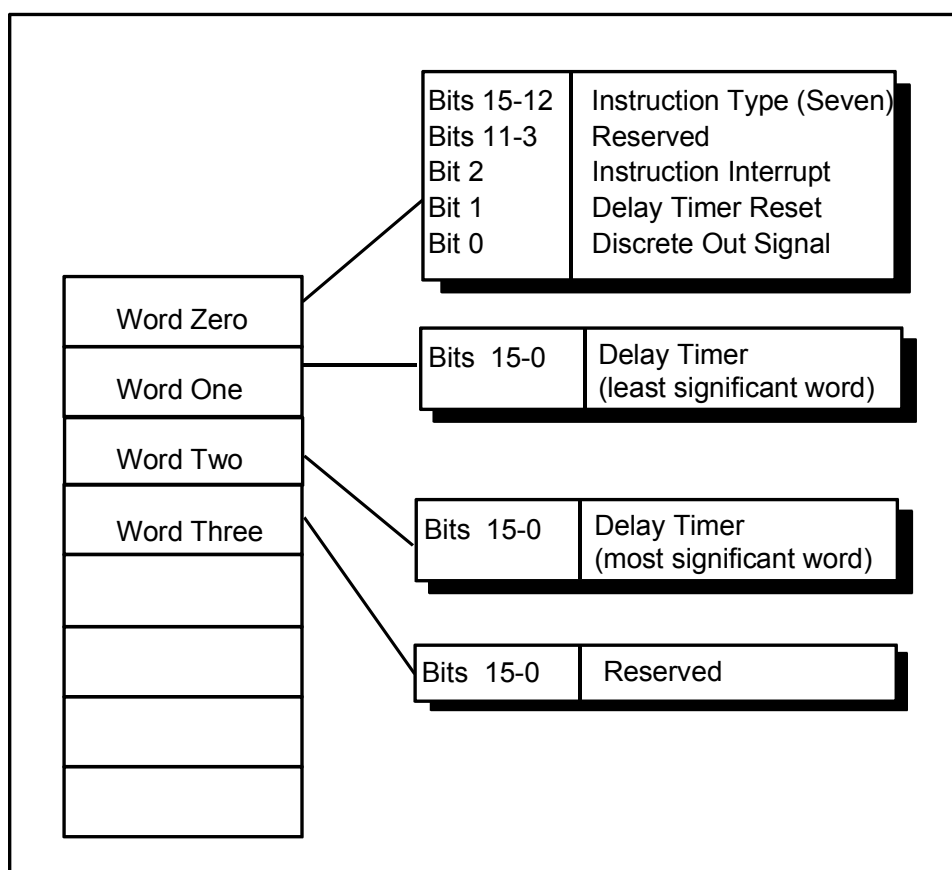 Bits 15-12 Instruction Type (Seven)
Bits 11-3 Reserved
Bit 2 Instruction Interrupt
Bit 1 Delay Timer Reset
Bit 0 Discrete Out Signal
Word Zero
Word One
Word Two
Word Three
Bits 15-0 Delay Timer
(least significant word)
Bits 15-0 Delay Timer
(most significant word)
Bits 15-0 Reserved